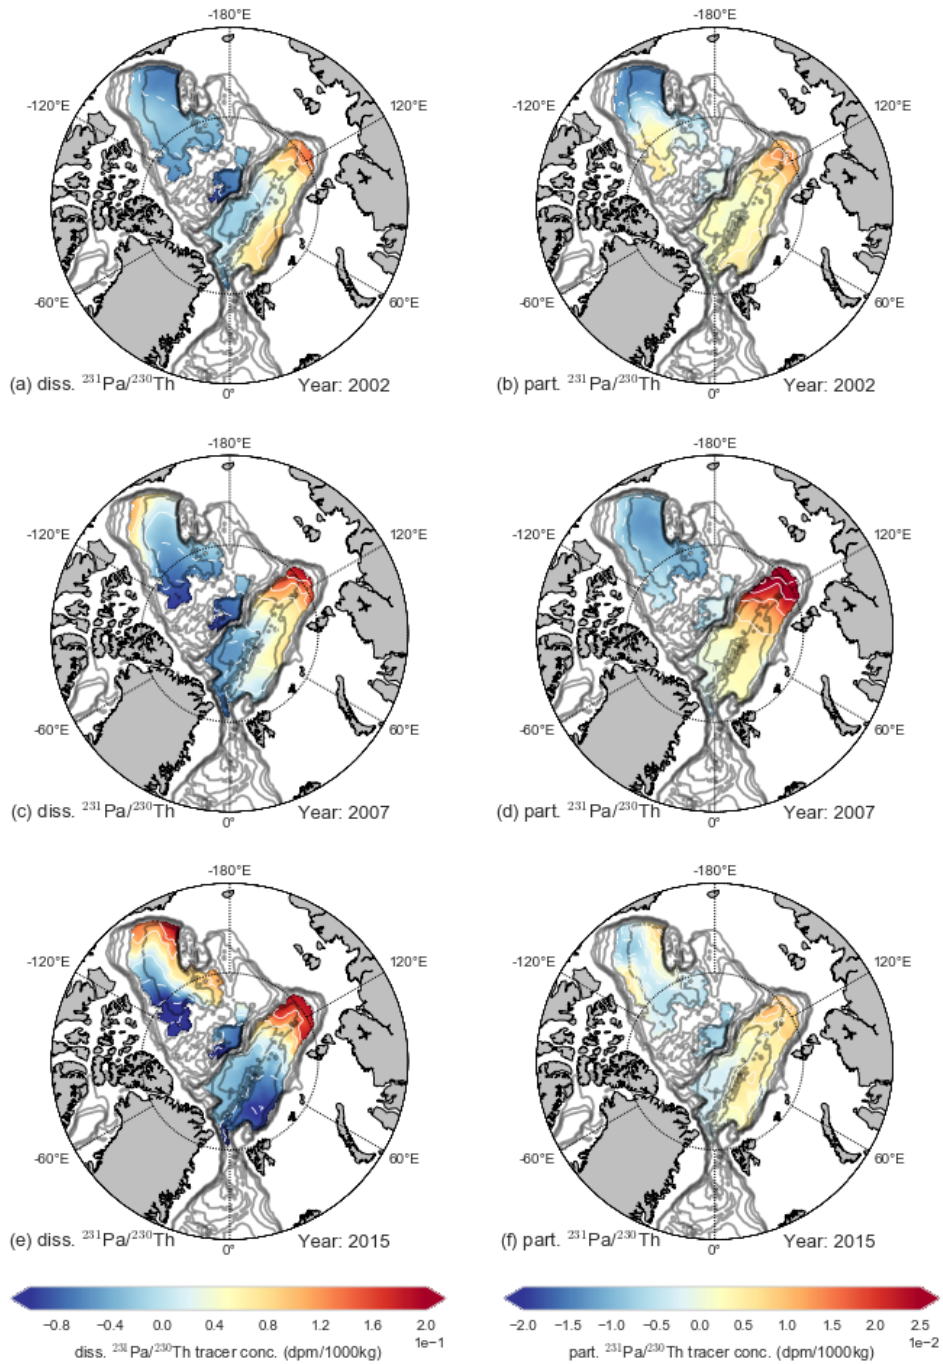 -180°E -180°E
-120°E 120°E -120°E 120°E
-60°E 60°E -60°E 60°E
(a) diss. ²³¹Pa/²³⁰Th Year: 2002 (b) part. ²³¹Pa/²³⁰Th Year: 2002
0° 0°
-180°E -180°E
-120°E 120°E -120°E 120°E
-60°E 60°E -60°E 60°E
(c) diss. ²³¹Pa/²³⁰Th Year: 2007 (d) part. ²³¹Pa/²³⁰Th Year: 2007
0° 0°
-180°E -180°E
-120°E 120°E -120°E 120°E
-60°E 60°E -60°E 60°E
(e) diss. ²³¹Pa/²³⁰Th Year: 2015 (f) part. ²³¹Pa/²³⁰Th Year: 2015
0° 0°
−0.8 −0.4 0.0 0.4 0.8 1.2 1.6 2.0 −2.0 −1.5 −1.0 −0.5 0.0 0.5 1.0 1.5 2.0 2.5
1e−1 1e−2
diss. ²³¹Pa/²³⁰Th tracer conc. (dpm/1000kg) part. ²³¹Pa/²³⁰Th tracer conc. (dpm/1000kg)